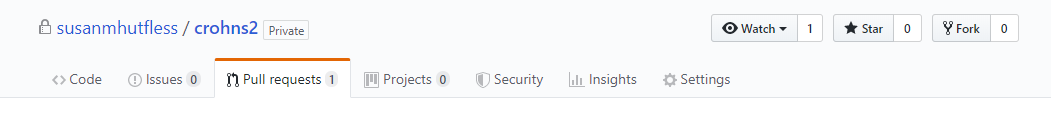 susanmhutfless / crohns2 Private Watch 1 Star 0 Fork 0
Code Issues 0 Pull requests 1 Projects 0 Security Insights Settings